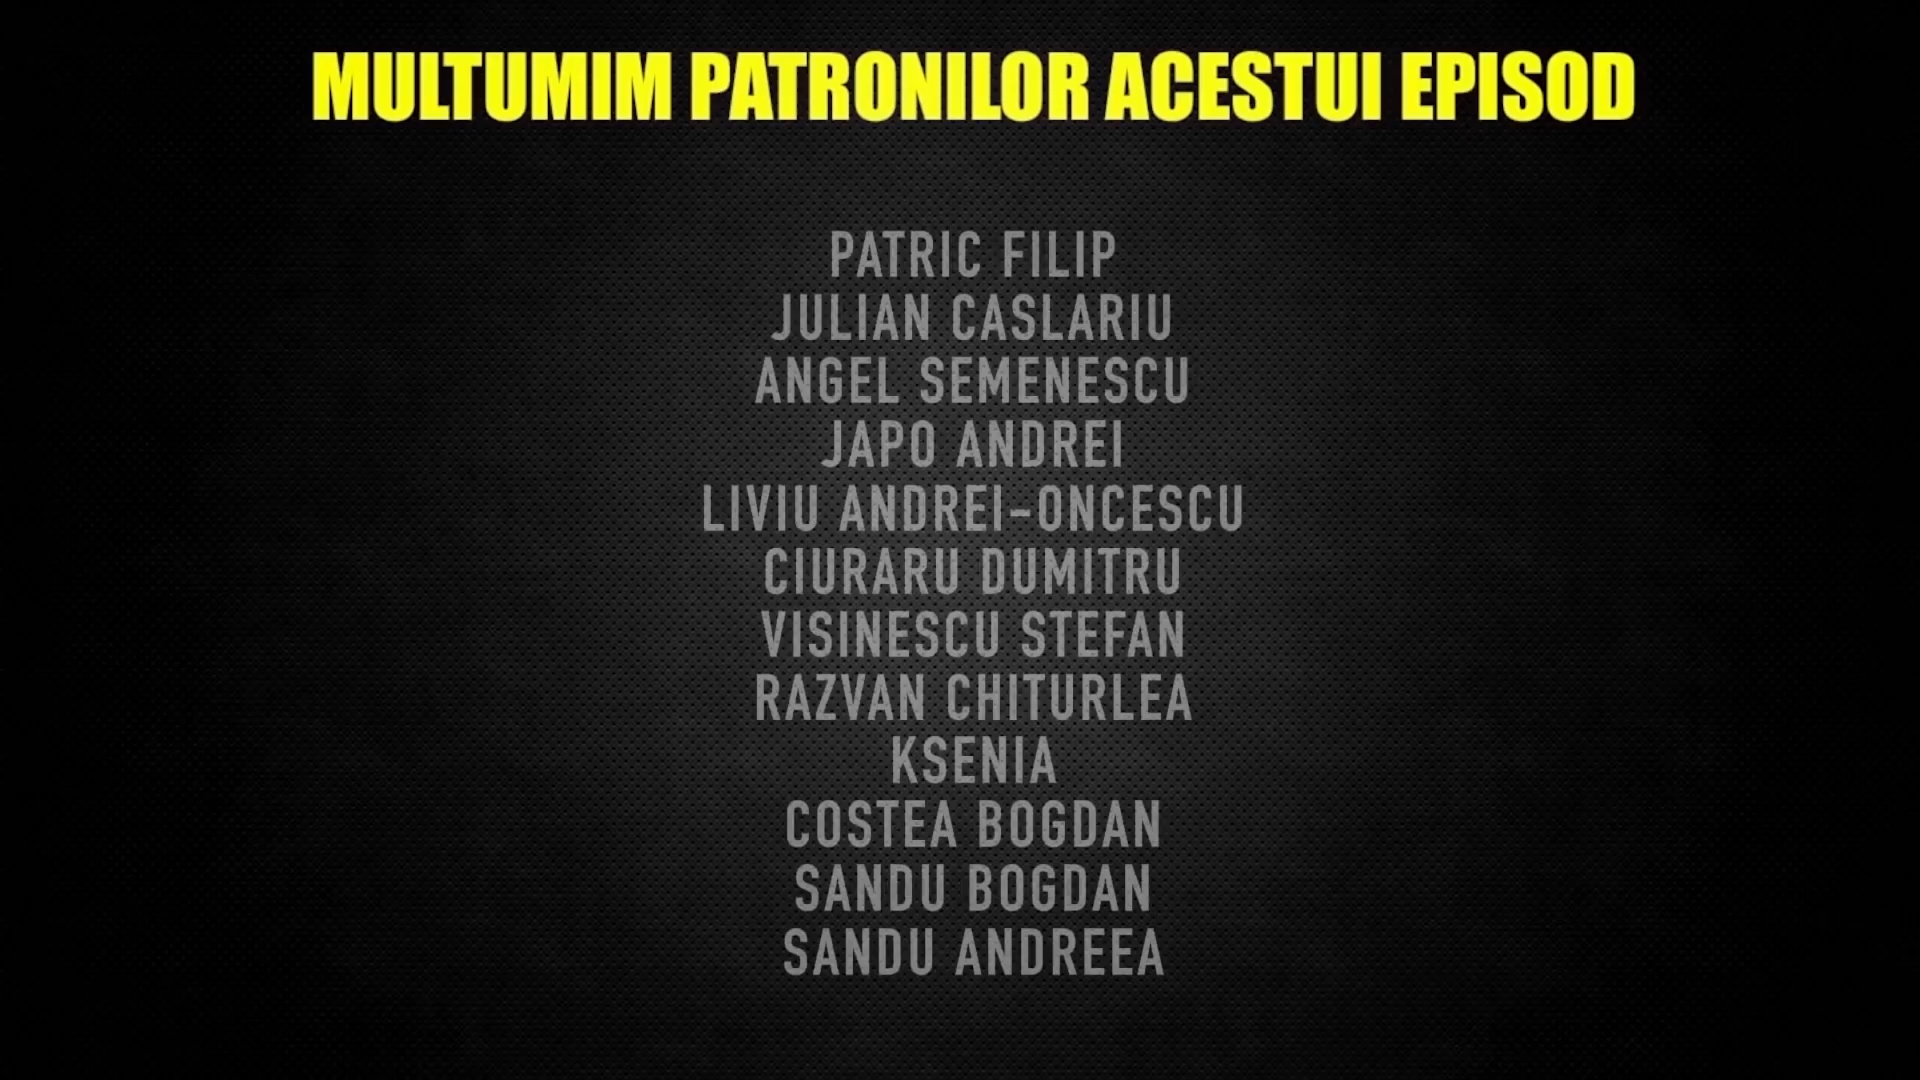 MULTUMIM PATRONILOR ACESTUI EPISOD
PATRIC FILIP
JULIAN CASLARIU
ANGEL SEMENESCU
JAPO ANDREI
LIVIU ANDREI-ONCESCU
CIURARU DUMITRU
VISINESCU STEFAN
RAZVAN CHITURLEA
KSENIA
COSTEA BOGDAN
SANDU BOGDAN
SANDU ANDREEA